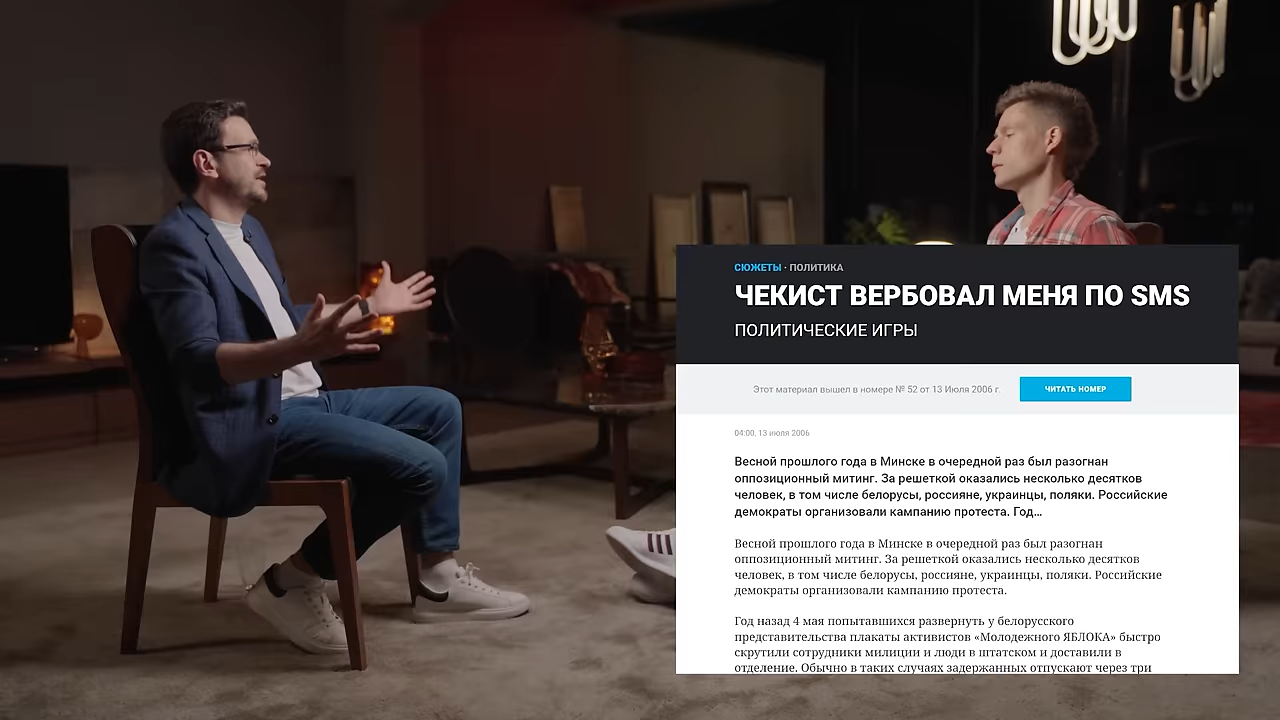 СЮЖЕТЫ · ПОЛИТИКА
ЧЕКИСТ ВЕРБОВАЛ МЕНЯ ПО SMS
ПОЛИТИЧЕСКИЕ ИГРЫ
Этот материал вышел в номере № 52 от 13 Июля 2006 г.
ЧИТАТЬ НОМЕР
04:00, 13 июля 2006
Весной прошлого года в Минске в очередной раз был разогнан
оппозиционный митинг. За решеткой оказались несколько десятков
человек, в том числе белорусы, россияне, украинцы, поляки. Российские
демократы организовали кампанию протеста. Год...
Весной прошлого года в Минске в очередной раз был разогнан
оппозиционный митинг. За решеткой оказались несколько десятков
человек, в том числе белорусы, россияне, украинцы, поляки. Российские
демократы организовали кампанию протеста.
Год назад 4 мая попытавшихся развернуть у белорусского
представительства плакаты активистов «Молодежного ЯБЛОКА» быстро
скрутили сотрудники милиции и люди в штатском и доставили в
отделение. Обычно в таких случаях задержанных отпускают через три